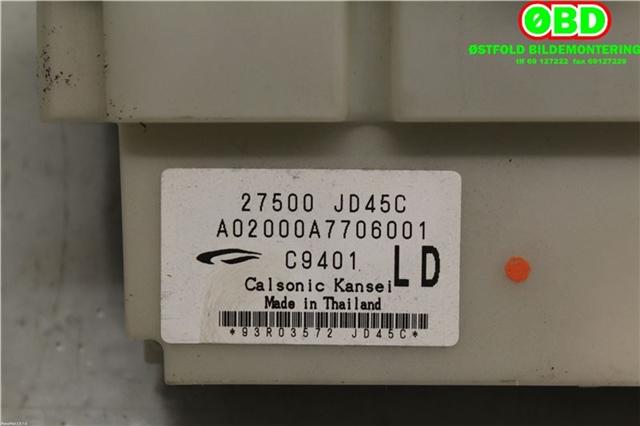 ØBD
ØSTFOLD BILDEMONTERING
tlf 69 127222 fax 69127229
27500 JD45C
A02000A7706001
C9401 LD
Calsonic Kansei
Made in Thailand
*93R03572 JD45C*